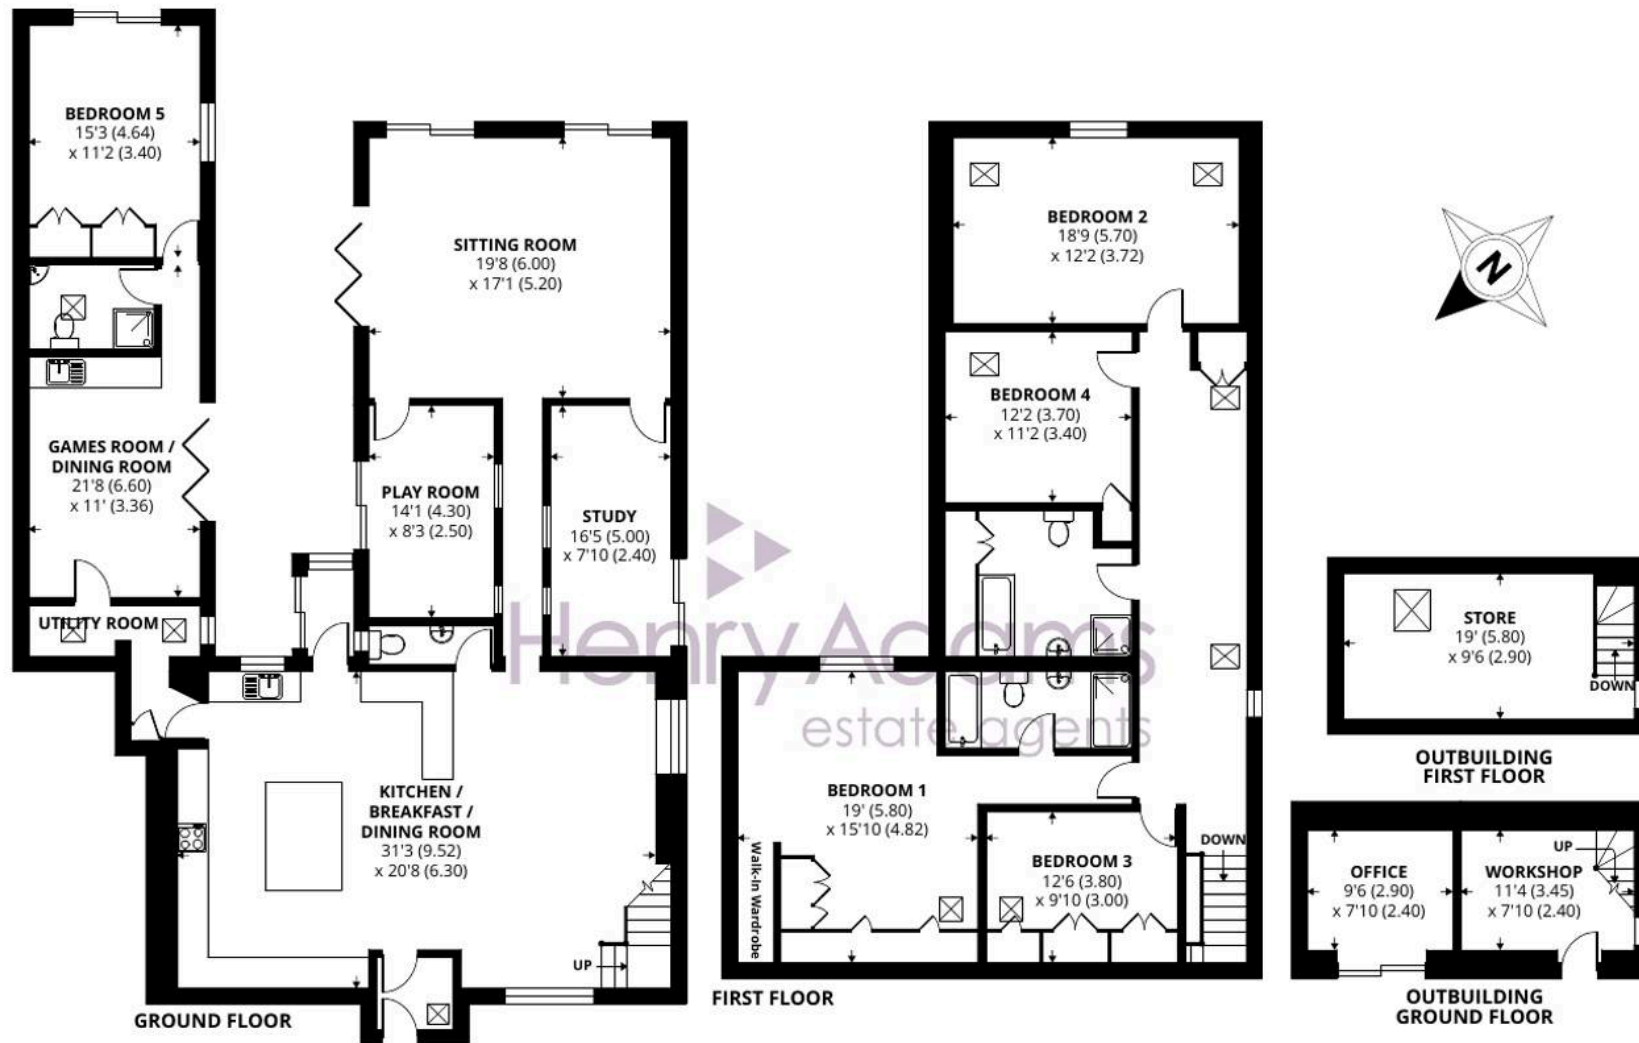 BEDROOM 5
15'3 (4.64)
x 11'2 (3.40)
SITTING ROOM
19'8 (6.00)
x 17'1 (5.20)
GAMES ROOM /
DINING ROOM
21'8 (6.60)
x 11' (3.36)
PLAY ROOM
14'1 (4.30)
x 8'3 (2.50)
STUDY
16'5 (5.00)
x 7'10 (2.40)
UTILITY ROOM
KITCHEN /
BREAKFAST /
DINING ROOM
31'3 (9.52)
x 20'8 (6.30)
UP
GROUND FLOOR
Henry Adams
estate agents
BEDROOM 2
18'9 (5.70)
x 12'2 (3.72)
BEDROOM 4
12'2 (3.70)
x 11'2 (3.40)
BEDROOM 1
19' (5.80)
x 15'10 (4.82)
Walk-In Wardrobe
BEDROOM 3
12'6 (3.80)
x 9'10 (3.00)
DOWN
FIRST FLOOR
N
STORE
19' (5.80)
x 9'6 (2.90)
DOWN
OUTBUILDING
FIRST FLOOR
OFFICE
9'6 (2.90)
x 7'10 (2.40)
UP
WORKSHOP
11'4 (3.45)
x 7'10 (2.40)
OUTBUILDING
GROUND FLOOR